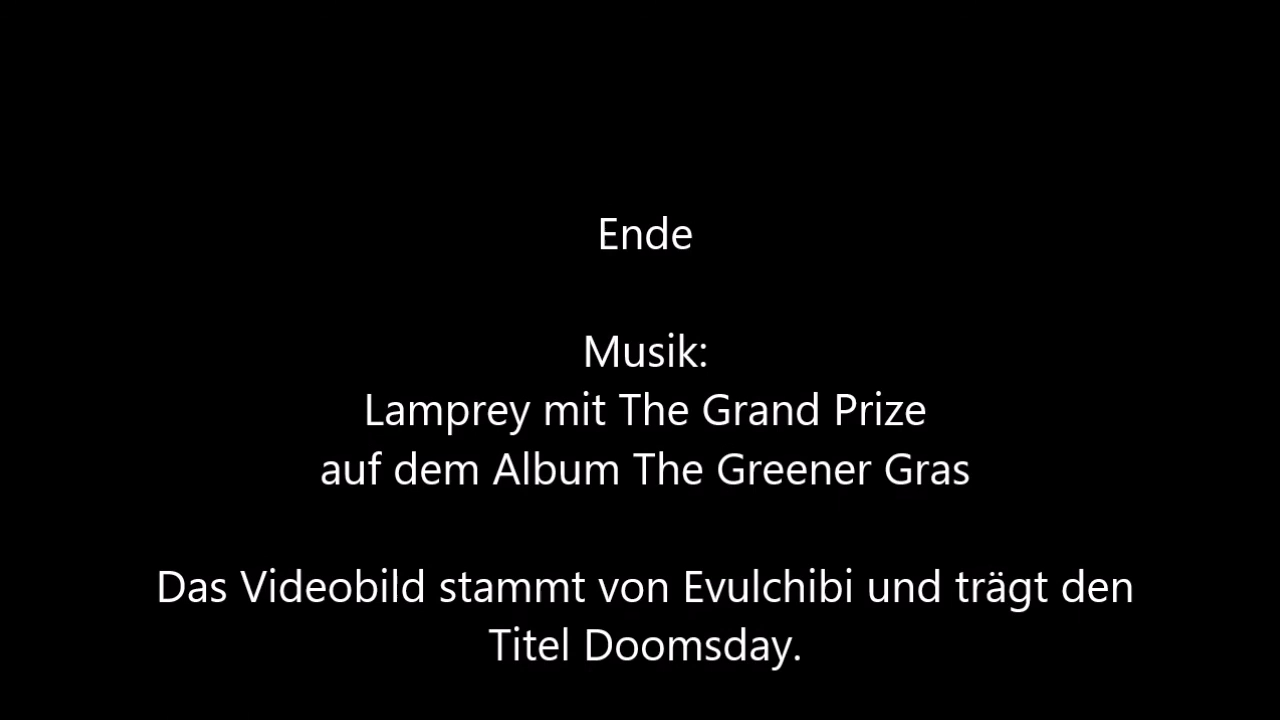 Ende
Musik:
Lamprey mit The Grand Prize
auf dem Album The Greener Gras
Das Videobild stammt von Evulchibi und trägt den
Titel Doomsday.